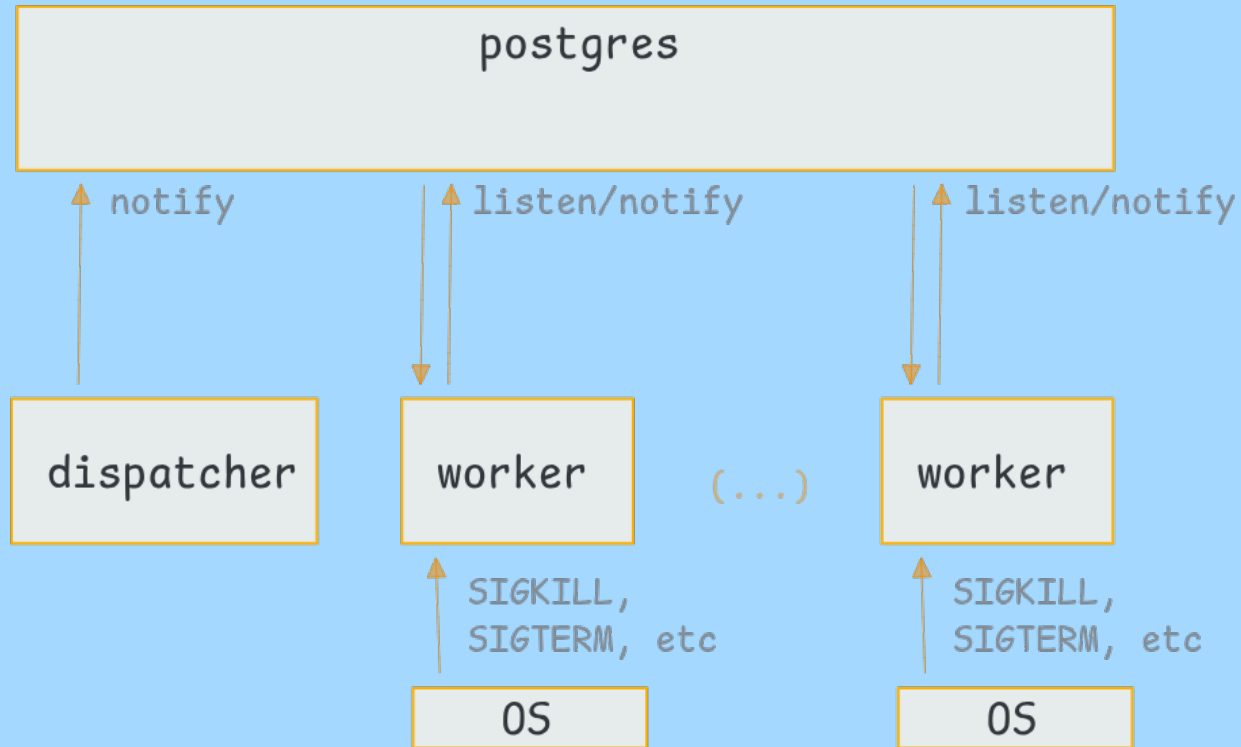 postgres
notify
listen/notify
listen/notify
dispatcher
worker
(...)
worker
SIGKILL,
SIGTERM, etc
SIGKILL,
SIGTERM, etc
OS
OS